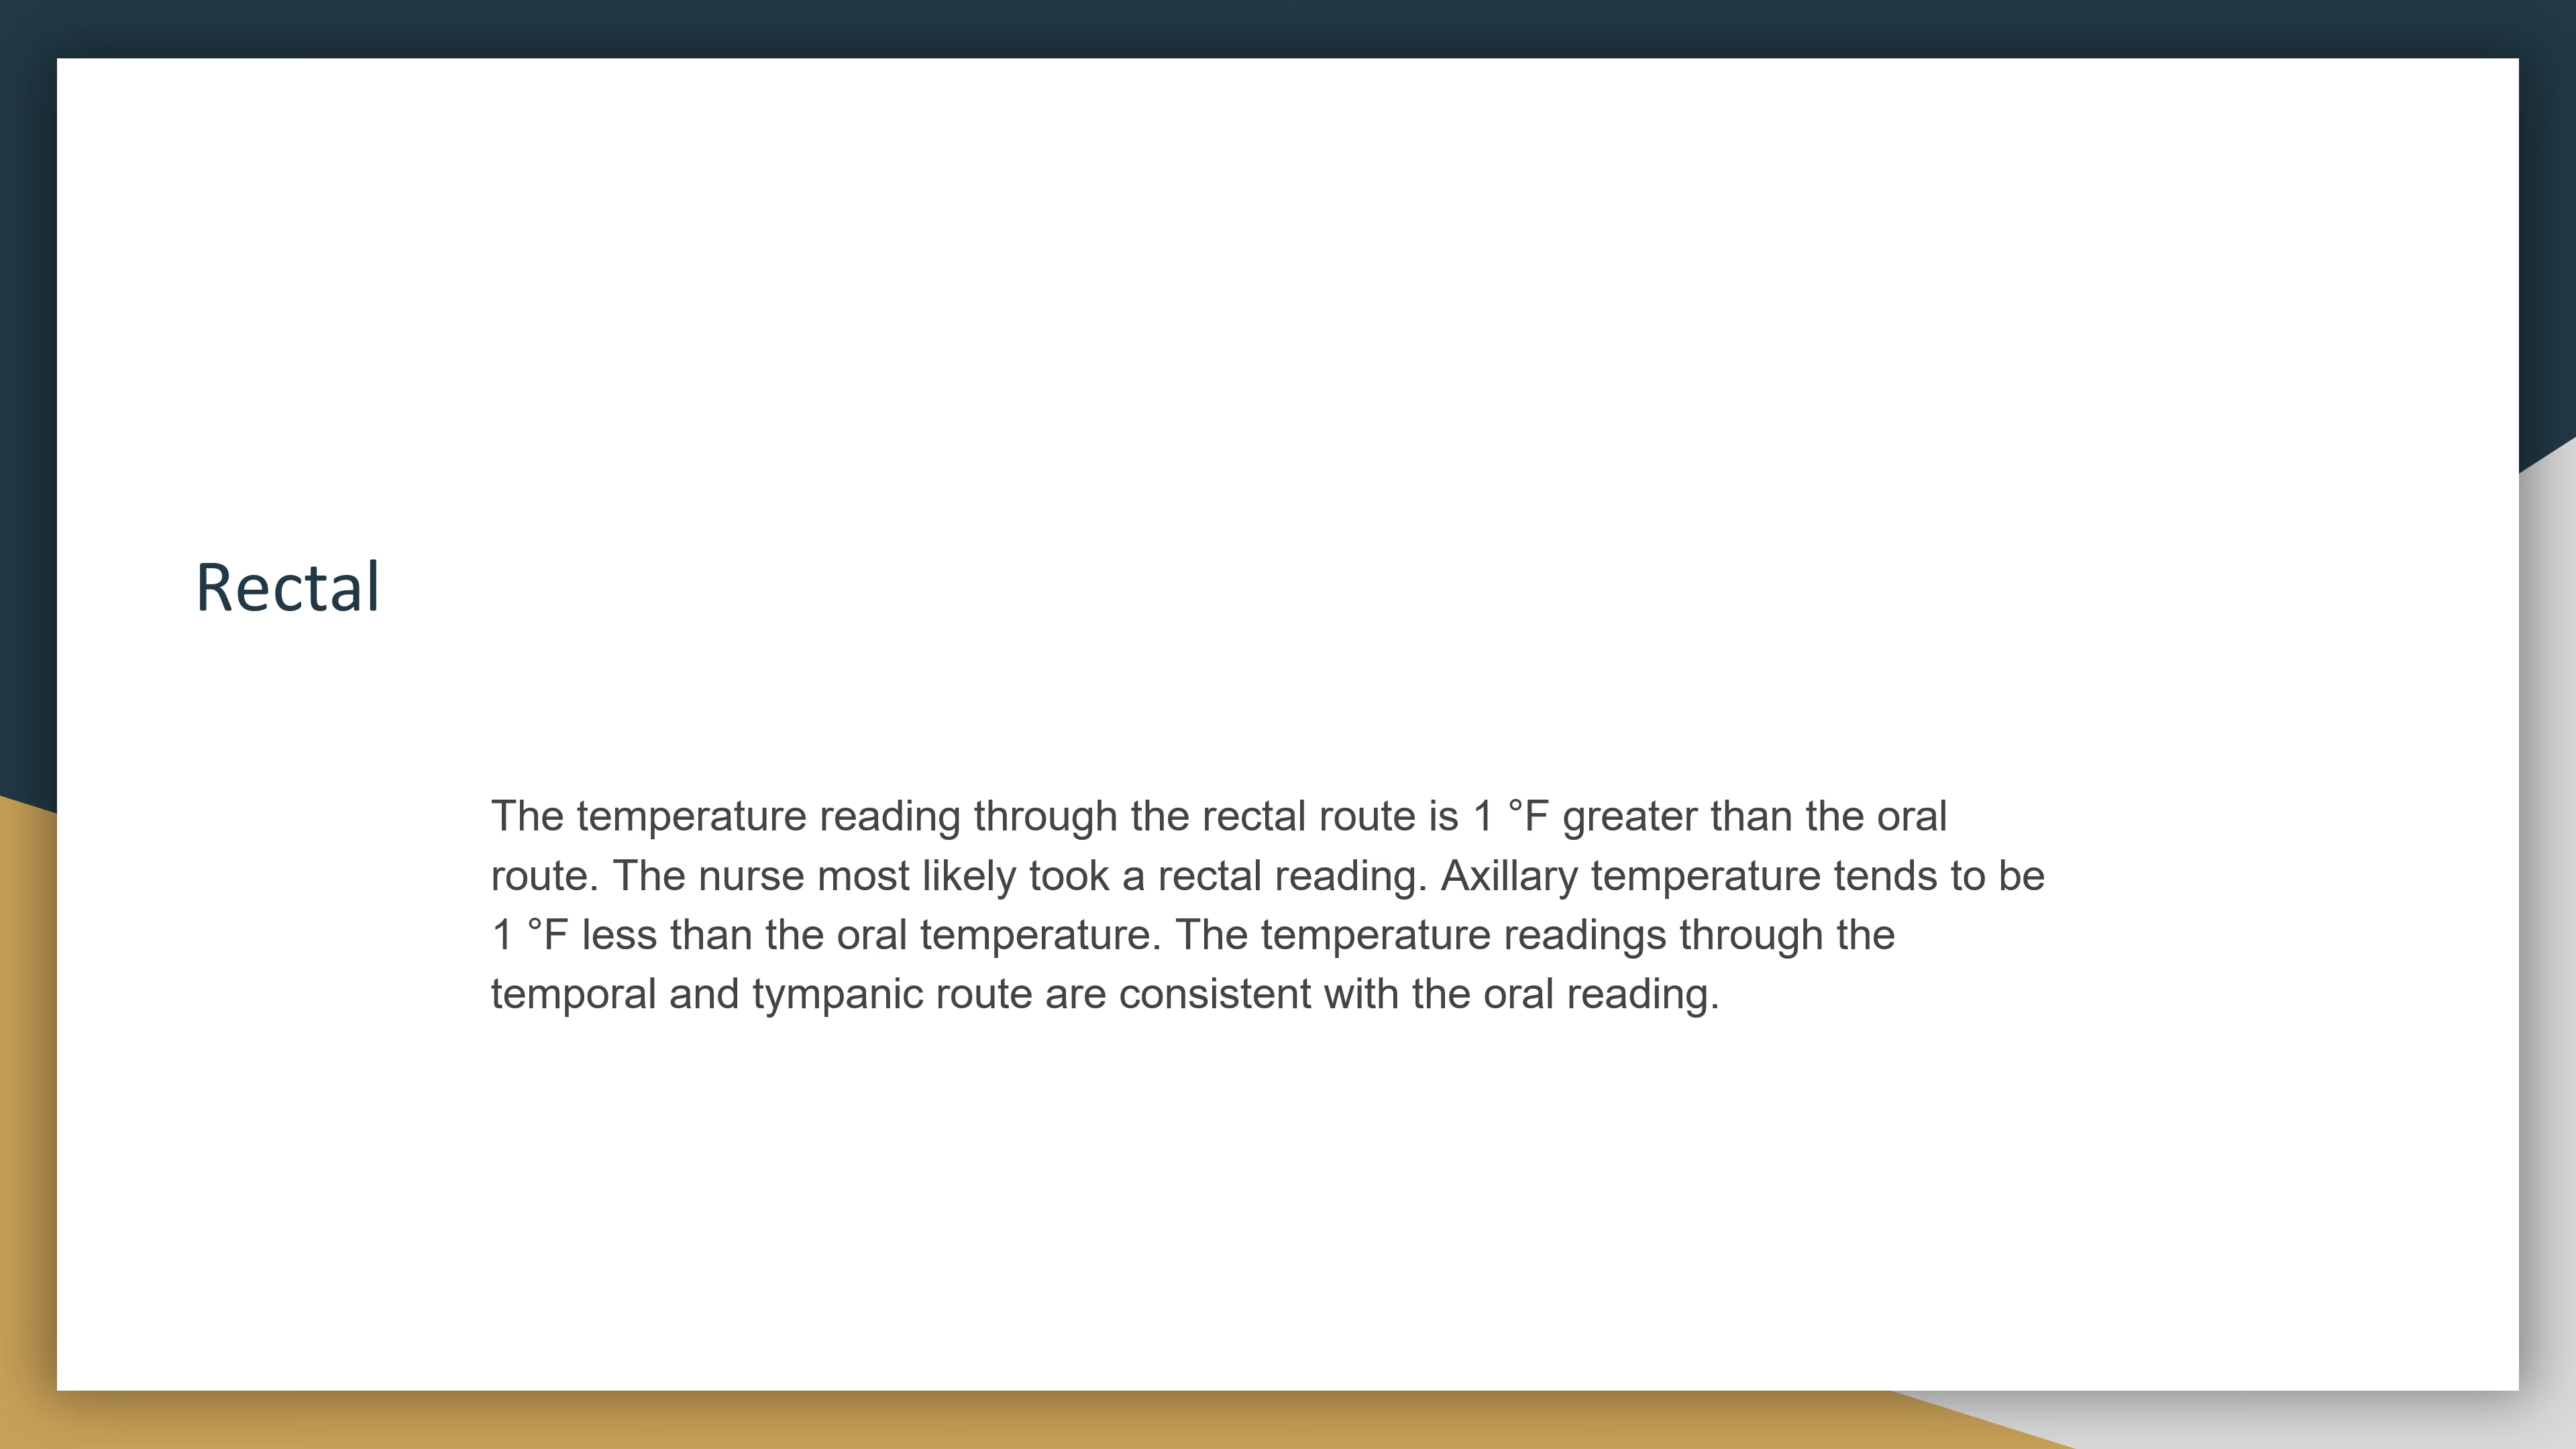 Rectal
The temperature reading through the rectal route is 1 °F greater than the oral
route. The nurse most likely took a rectal reading. Axillary temperature tends to be
1 °F less than the oral temperature. The temperature readings through the
temporal and tympanic route are consistent with the oral reading.